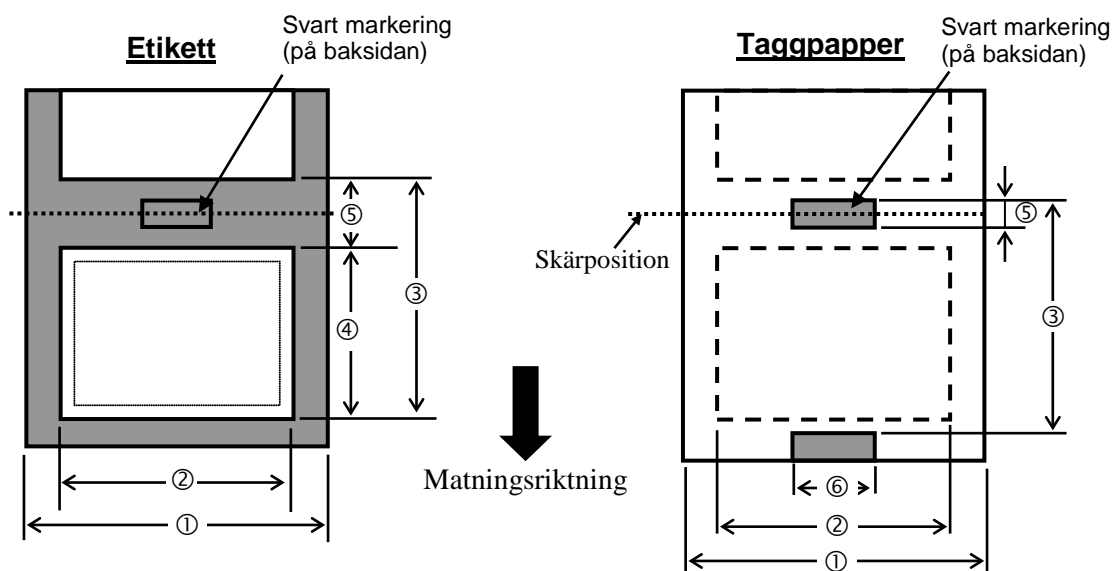 Etikett
Svart markering
(på baksidan)
⑤
③
④
②
①
Matningsriktning
Taggpapper
Svart markering
(på baksidan)
⑤
Skärposition
③
⑥
②
①